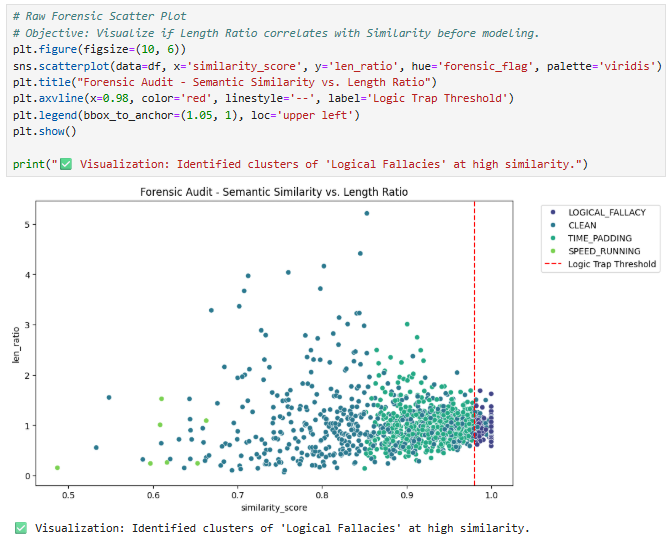 # Raw Forensic Scatter Plot
# Objective: Visualize if Length Ratio correlates with Similarity before modeling.
plt.figure(figsize=(10, 6))
sns.scatterplot(data=df, x='similarity_score', y='len_ratio', hue='forensic_flag', palette='viridis')
plt.title("Forensic Audit - Semantic Similarity vs. Length Ratio")
plt.axvline(x=0.98, color='red', linestyle='--', label='Logic Trap Threshold')
plt.legend(bbox_to_anchor=(1.05, 1), loc='upper left')
plt.show()
print("✅ Visualization: Identified clusters of 'Logical Fallacies' at high similarity.")
Forensic Audit - Semantic Similarity vs. Length Ratio
LOGICAL_FALLACY
CLEAN
TIME_PADDING
SPEED_RUNNING
Logic Trap Threshold
5
4
3
2
1
0
len_ratio
0.5 0.6 0.7 0.8 0.9 1.0
similarity_score
✅ Visualization: Identified clusters of 'Logical Fallacies' at high similarity.